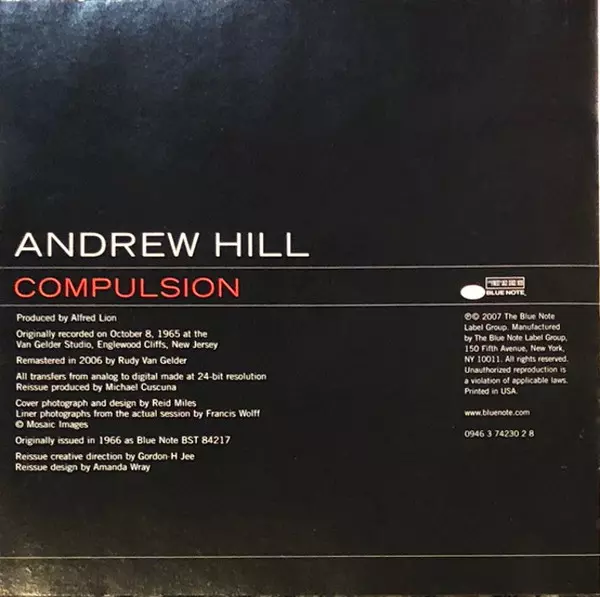 ANDREW HILL
COMPULSION
Produced by Alfred Lion
Originally recorded on October 8, 1965 at the
Van Gelder Studio, Englewood Cliffs, New Jersey
Remastered in 2006 by Rudy Van Gelder
All transfers from analog to digital made at 24-bit resolution
Reissue produced by Michael Cuscuna
Cover photograph and design by Reid Miles
Liner photographs from the actual session by Francis Wolff
© Mosaic Images
Originally issued in 1966 as Blue Note BST 84217
Reissue creative direction by Gordon H Jee
Reissue design by Amanda Wray
BLUE NOTE
℗© 2007 The Blue Note
Label Group. Manufactured
by The Blue Note Label Group,
150 Fifth Avenue, New York,
NY 10011. All rights reserved.
Unauthorized reproduction is
a violation of applicable laws.
Printed in USA.
www.bluenote.com
0946 3 74230 2 8